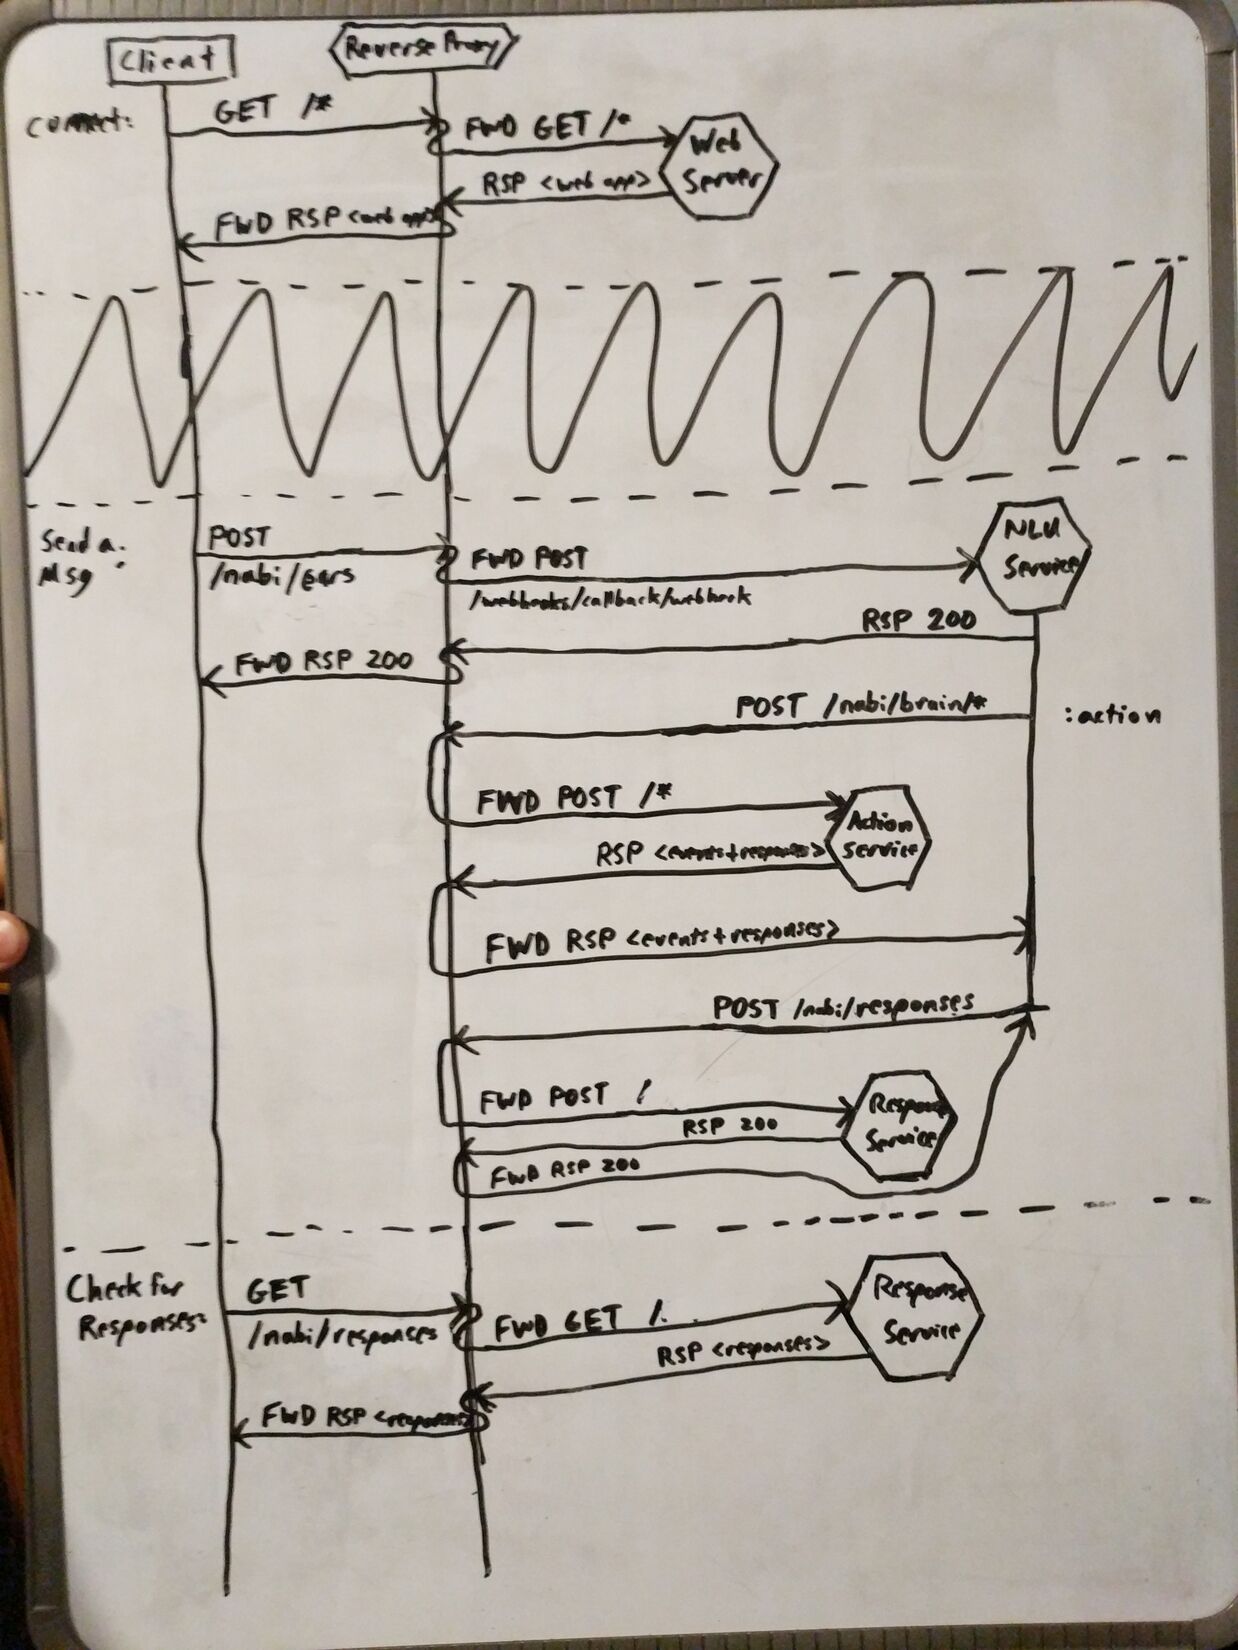 Client
Reverse Proxy
connect:
GET /*
FWD GET /*
Web
Server
RSP <web app>
FWD RSP <web app>
Send a
Msg :
POST
/nabi/ears
FWD POST
/webhooks/callback/webhook
NLU
Service
RSP 200
FWD RSP 200
POST /nabi/brain/*
:action
FWD POST /*
Action
Service
RSP <events+responses>
FWD RSP <events+responses>
POST /nabi/responses
FWD POST /
Response
Service
RSP 200
FWD RSP 200
Check for
Responses:
GET
/nabi/responses
FWD GET /
Response
Service
RSP <responses>
FWD RSP <responses>